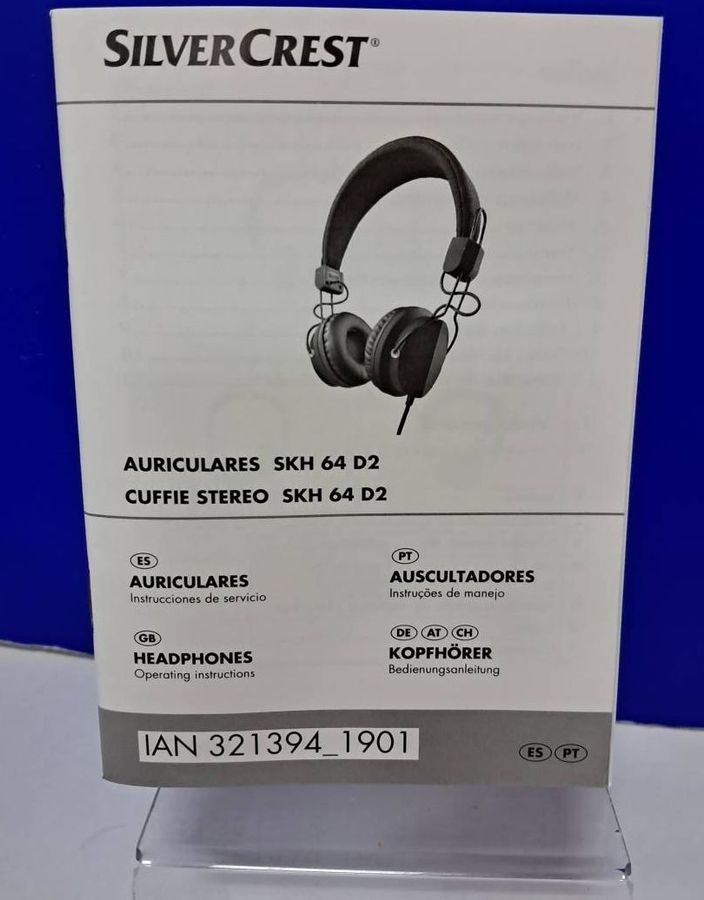 SILVERCREST®
AURICULARES SKH 64 D2
CUFFIE STEREO SKH 64 D2
ES
AURICULARES
Instrucciones de servicio
PT
AUSCULTADORES
Instruções de manejo
GB
HEADPHONES
Operating instructions
DE AT CH
KOPFHÖRER
Bedienungsanleitung
IAN 321394_1901
ES PT